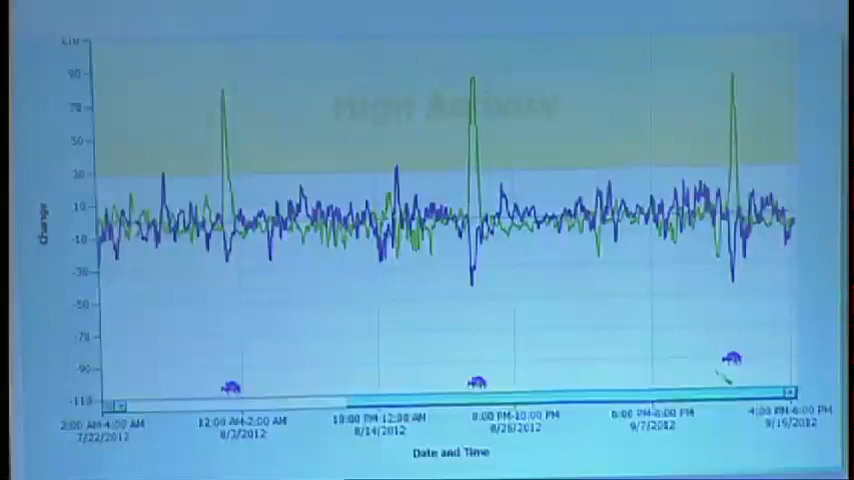 110
90
High Activity
70
50
30
10
-10
-30
-50
-70
-90
-110
Change
2:00 AM-4:00 AM 12:00 AM-2:00 AM 10:00 PM-12:00 AM 8:00 PM-10:00 PM 6:00 PM-8:00 PM 4:00 PM-6:00 PM
7/22/2012 8/3/2012 8/14/2012 8/26/2012 9/7/2012 9/19/2012
Date and Time